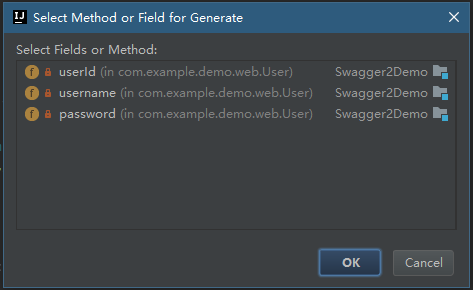 IJ Select Method or Field for Generate
Select Fields or Method:
f userId (in com.example.demo.web.User) Swagger2Demo
f username (in com.example.demo.web.User) Swagger2Demo
f password (in com.example.demo.web.User) Swagger2Demo
OK Cancel